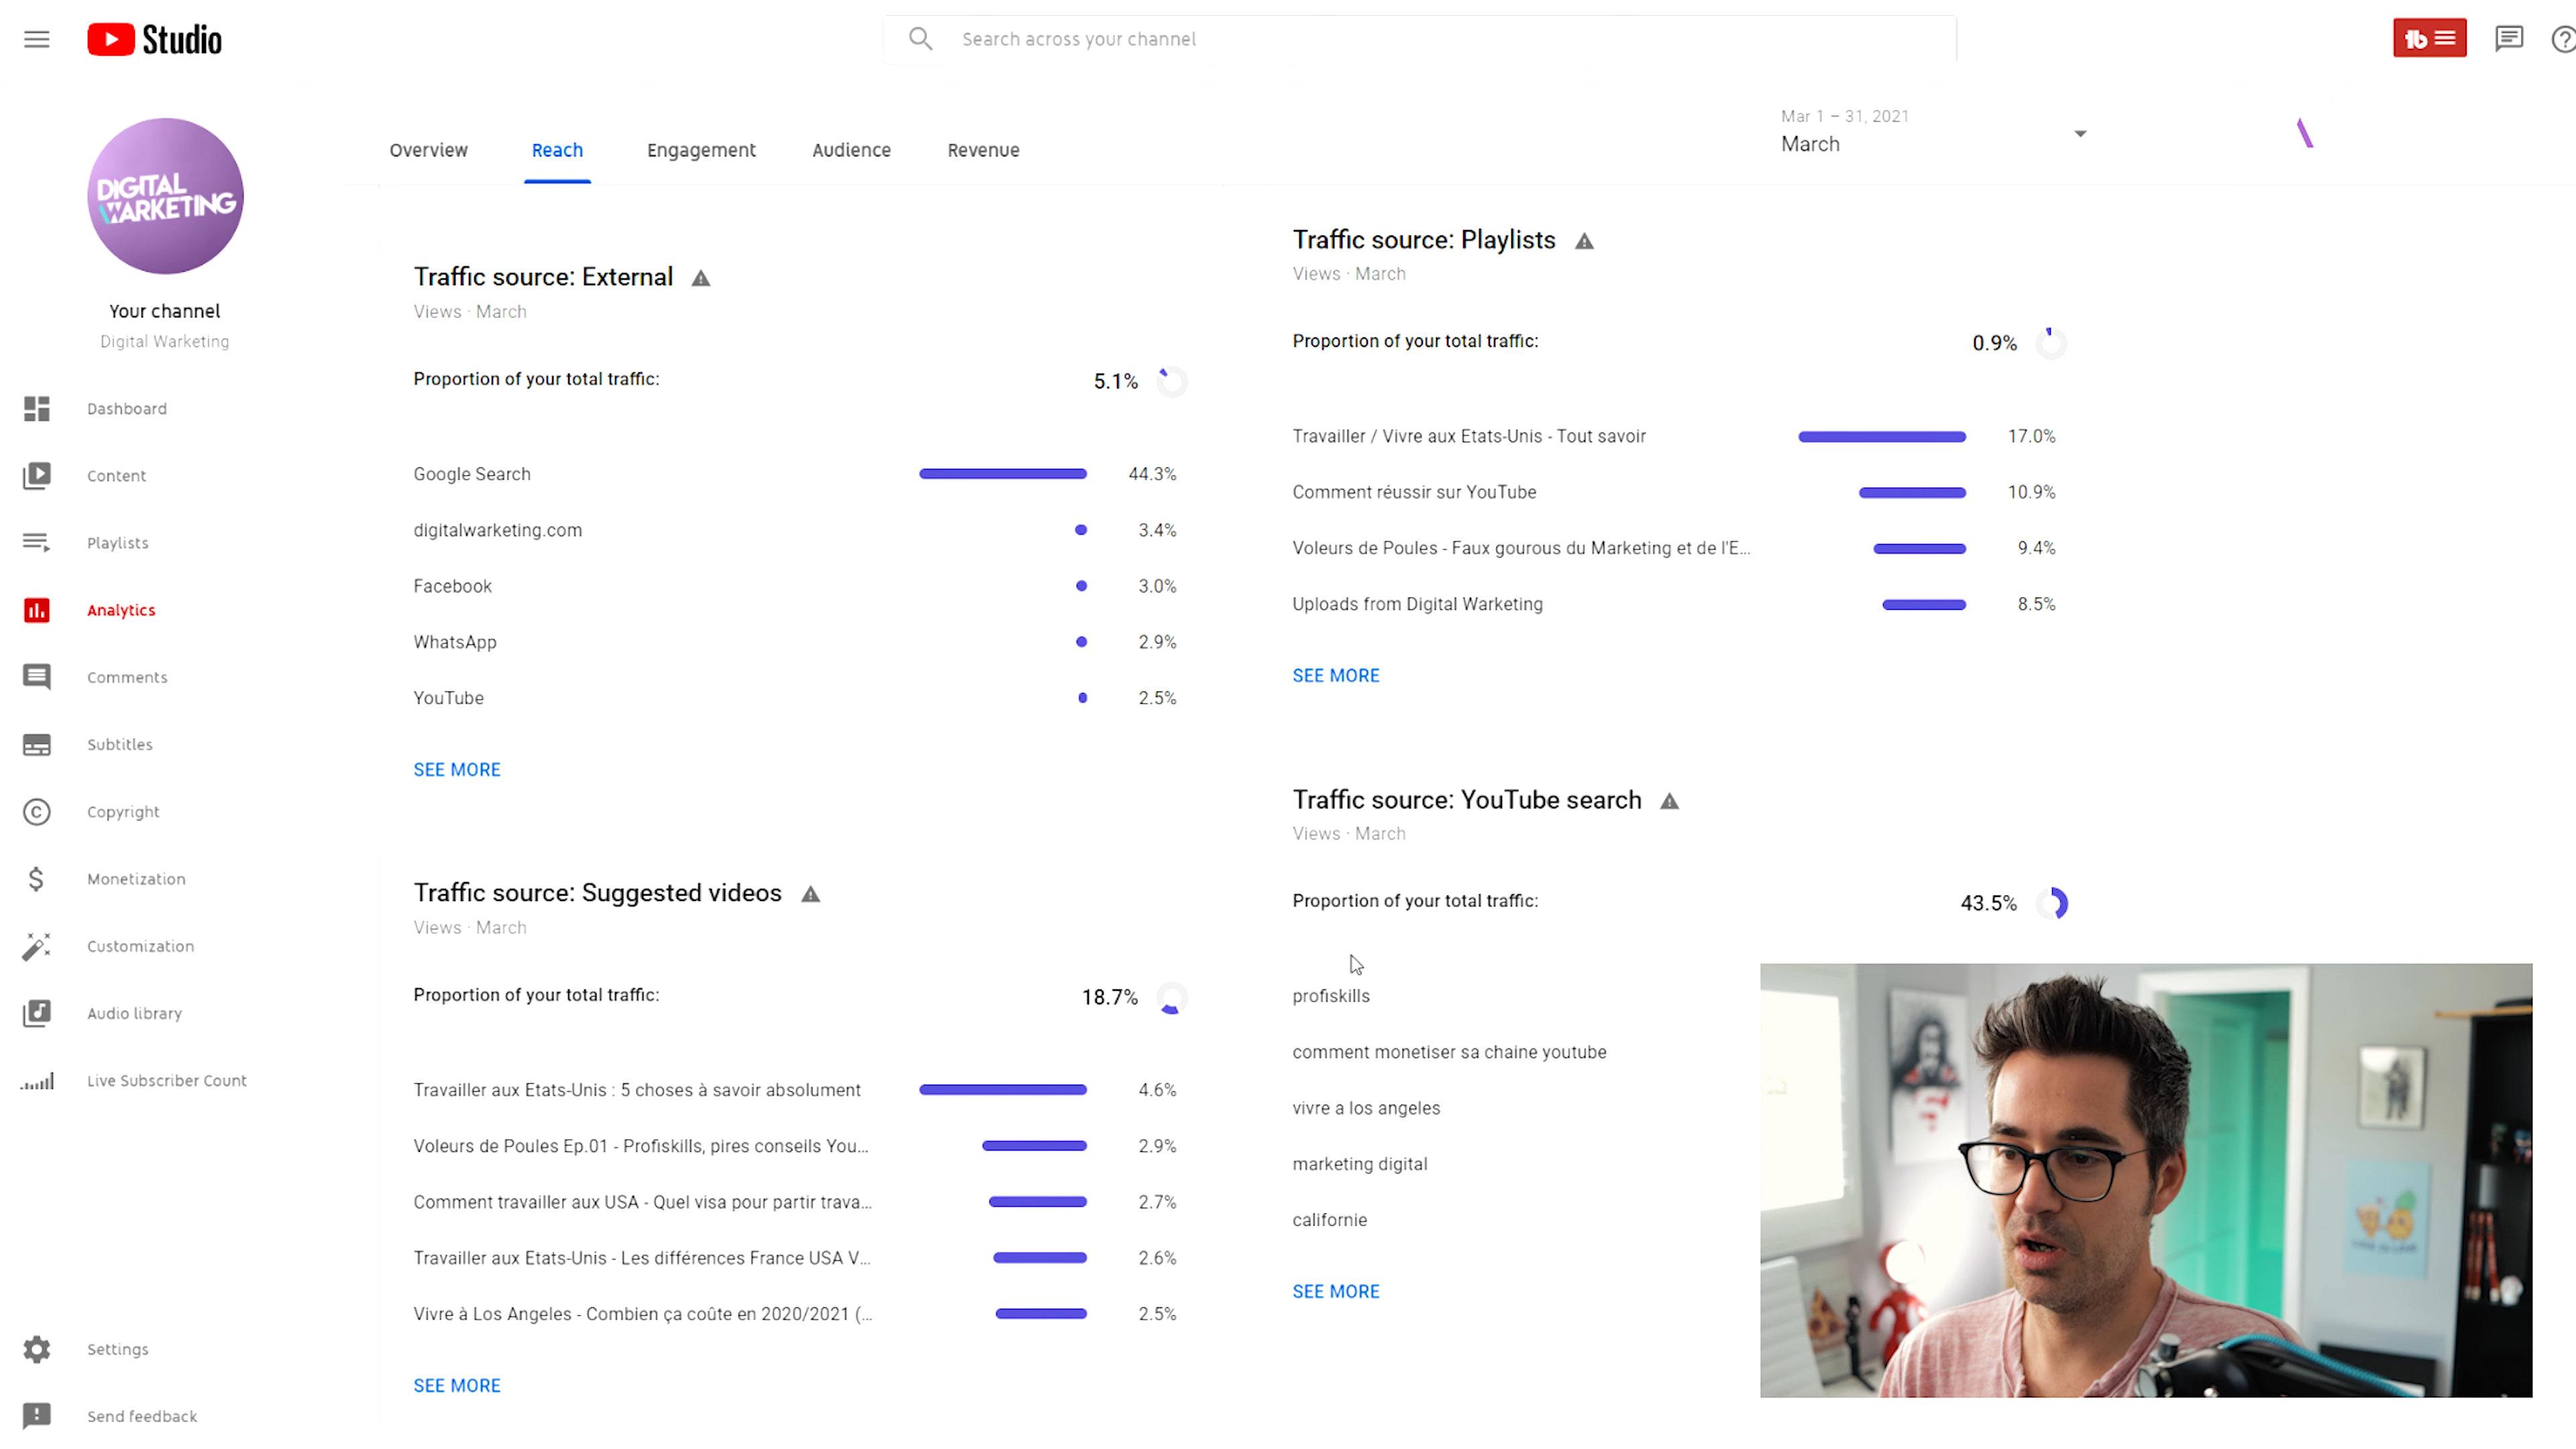 Studio
Search across your channel
DIGITAL
WARKETING
Your channel
Digital Warketing
Dashboard
Content
Playlists
Analytics
Comments
Subtitles
Copyright
Monetization
Customization
Audio library
Live Subscriber Count
Settings
Send feedback
Overview
Reach
Engagement
Audience
Revenue
Mar 1 – 31, 2021
March
Traffic source: External
Views · March
Proportion of your total traffic: 5.1%
Google Search 44.3%
digitalwarketing.com 3.4%
Facebook 3.0%
WhatsApp 2.9%
YouTube 2.5%
SEE MORE
Traffic source: Suggested videos
Views · March
Proportion of your total traffic: 18.7%
Travailler aux Etats-Unis : 5 choses à savoir absolument 4.6%
Voleurs de Poules Ep.01 - Profiskills, pires conseils You... 2.9%
Comment travailler aux USA - Quel visa pour partir trava... 2.7%
Travailler aux Etats-Unis - Les différences France USA V... 2.6%
Vivre à Los Angeles - Combien ça coûte en 2020/2021 (... 2.5%
SEE MORE
Traffic source: Playlists
Views · March
Proportion of your total traffic: 0.9%
Travailler / Vivre aux Etats-Unis - Tout savoir 17.0%
Comment réussir sur YouTube 10.9%
Voleurs de Poules - Faux gourous du Marketing et de l'E... 9.4%
Uploads from Digital Warketing 8.5%
SEE MORE
Traffic source: YouTube search
Views · March
Proportion of your total traffic: 43.5%
profiskills
comment monetiser sa chaine youtube
vivre a los angeles
marketing digital
californie
SEE MORE